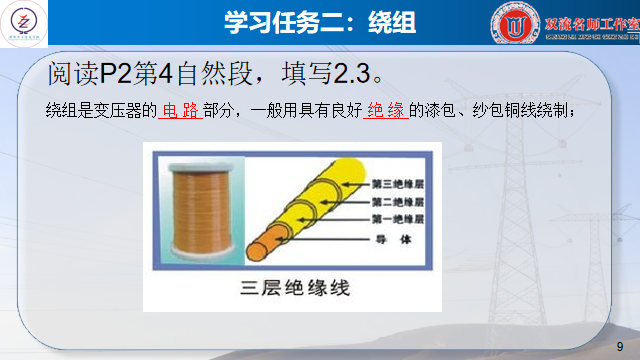 学习任务二：绕组
双流名师工作室
阅读P2第4自然段，填写2.3。
绕组是变压器的 电 路 部分，一般用具有良好 绝 缘 的漆包、纱包铜线绕制；
第三绝缘层
第二绝缘层
第一绝缘层
导 体
三层绝缘线
9